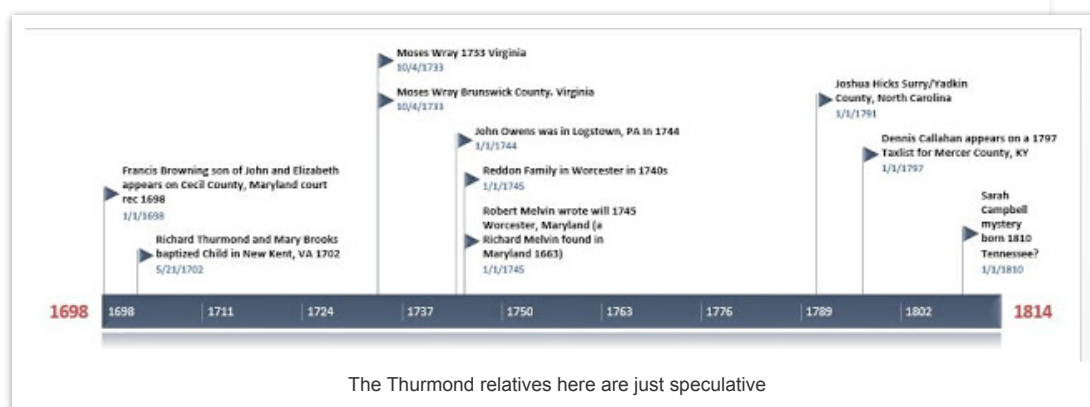 Moses Wray 1733 Virginia
10/4/1733
Moses Wray Brunswick County. Virginia
10/4/1733
John Owens was in Logstown, PA in 1744
1/1/1744
Reddon Family in Worcester in 1740s
1/1/1745
Robert Melvin wrote will 1745
Worcester, Maryland (a
Richard Melvin found in
Maryland 1663)
1/1/1745
Francis Browning son of John and Elizabeth
appears on Cecil County, Maryland court
rec 1698
1/1/1698
Richard Thurmond and Mary Brooks
baptized Child in New Kent, VA 1702
5/21/1702
Joshua Hicks Surry/Yadkin
County, North Carolina
1/1/1791
Dennis Callahan appears on a 1797
Taxlist for Mercer County, KY
1/1/1797
Sarah
Campbell
mystery
born 1810
Tennessee?
1/1/1810
1698 1698 1711 1724 1737 1750 1763 1776 1789 1802 1814
The Thurmond relatives here are just speculative